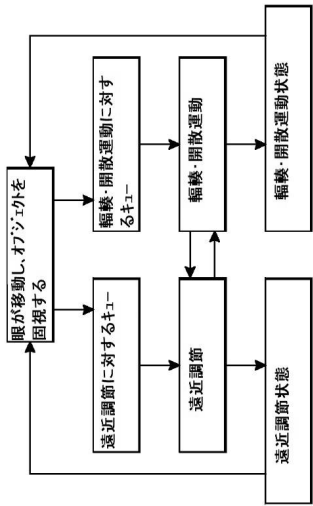 眼が移動し、オブジェクトを
固視する
遠近調節に対するキュー
輻輳・開散運動に対す
るキュー
遠近調節
輻輳・開散運動
遠近調節状態
輻輳・開散運動状態